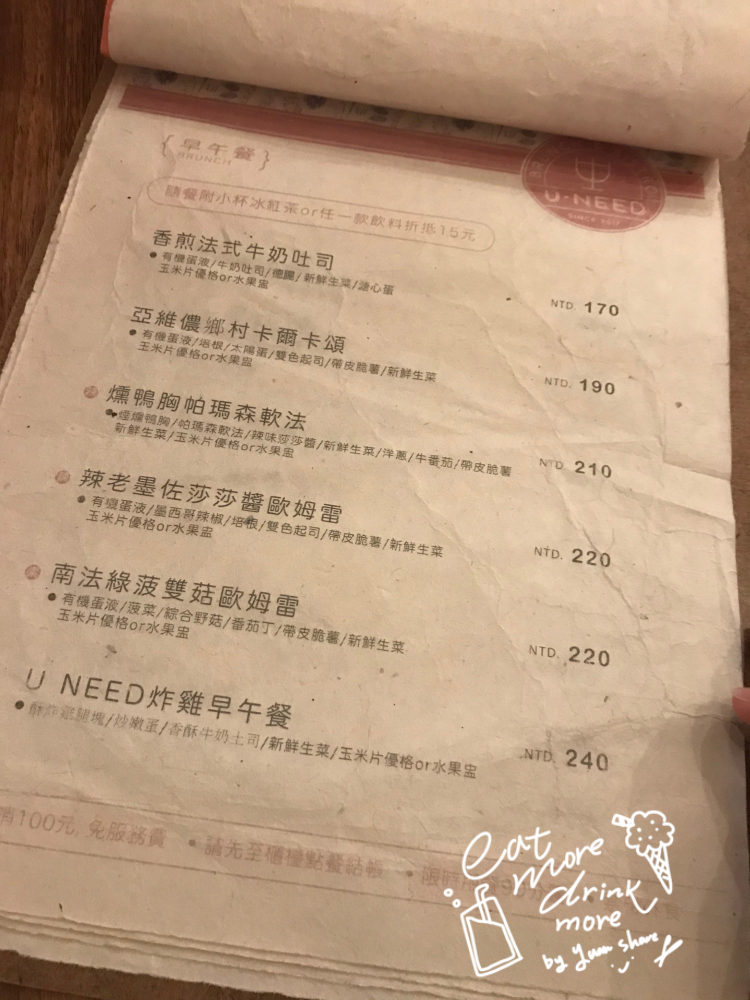 { 早午餐 }
BRUNCH
U·NEED
SINCE 2012
隨餐附小杯冰紅茶or任一款飲料折抵15元
香煎法式牛奶吐司
NTD. 170
● 有機蛋液/牛奶吐司/德腸/新鮮生菜/溏心蛋
玉米片優格or水果盅
亞維儂鄉村卡爾卡頌
NTD. 190
● 有機蛋液/培根/太陽蛋/雙色起司/帶皮脆薯/新鮮生菜
玉米片優格or水果盅
燻鴨胸帕瑪森軟法
NTD. 210
● 煙燻鴨胸/帕瑪森軟法/辣味莎莎醬/新鮮生菜/洋蔥/牛番茄/帶皮脆薯
新鮮生菜/玉米片優格or水果盅
辣老墨佐莎莎醬歐姆雷
NTD. 220
● 有機蛋液/墨西哥辣椒/培根/雙色起司/帶皮脆薯/新鮮生菜
玉米片優格or水果盅
南法綠菠雙菇歐姆雷
NTD. 220
● 有機蛋液/菠菜/綜合野菇/番茄丁/帶皮脆薯/新鮮生菜
玉米片優格or水果盅
U NEED炸雞早午餐
NTD. 240
● 酥炸雞腿塊/炒嫩蛋/香酥牛奶土司/新鮮生菜/玉米片優格or水果盅
消100元, 免服務費 ● 請先至櫃檯點餐結帳 ● 限時
eat
more
drink
more
by Yuan share